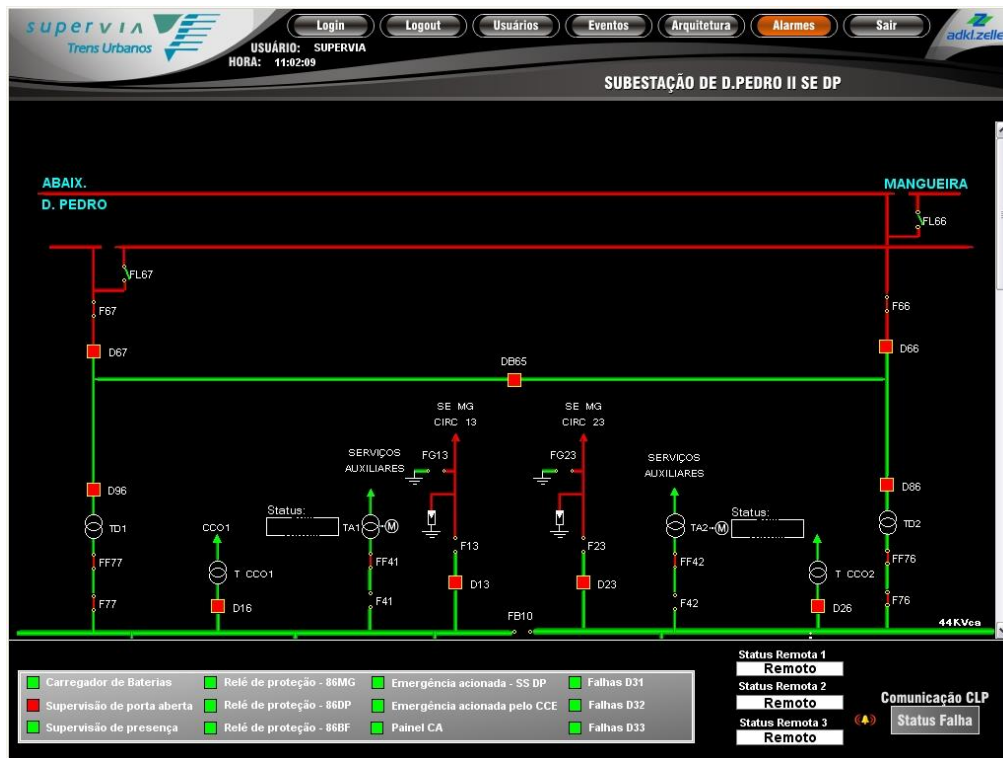 supervia
Trens Urbanos
Login
Logout
Usuários
Eventos
Arquitetura
Alarmes
Sair
adkl.zeller
USUÁRIO: SUPERVIA
HORA: 11:02:09
SUBESTAÇÃO DE D.PEDRO II SE DP
ABAIX.
MANGUEIRA
D. PEDRO
FL66
FL67
F67
F66
D67
D66
DB65
SE MG
CIRC 13
SE MG
CIRC 23
SERVIÇOS
AUXILIARES
FG13
FG23
SERVIÇOS
AUXILIARES
D96
D86
Status:
Status:
TD1
CCO1
TA1
M
TA2
M
TD2
F13
F23
FF77
FF41
FF42
FF76
T CCO1
D13
D23
T CCO2
F77
D16
F41
F42
D26
F76
FB10
44KVca
Carregador de Baterias
Relé de proteção - 86MG
Emergência acionada - SS DP
Falhas D31
Supervisão de porta aberta
Relé de proteção - 86DP
Emergência acionada pelo CCE
Falhas D32
Supervisão de presença
Relé de proteção - 86BF
Painel CA
Falhas D33
Status Remota 1
Remoto
Status Remota 2
Remoto
Status Remota 3
Remoto
Comunicação CLP
Status Falha